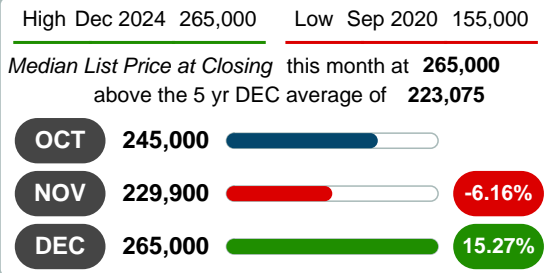 High Dec 2024 265,000 Low Sep 2020 155,000
Median List Price at Closing this month at 265,000
above the 5 yr DEC average of 223,075
OCT 245,000
NOV 229,900 -6.16%
DEC 265,000 15.27%